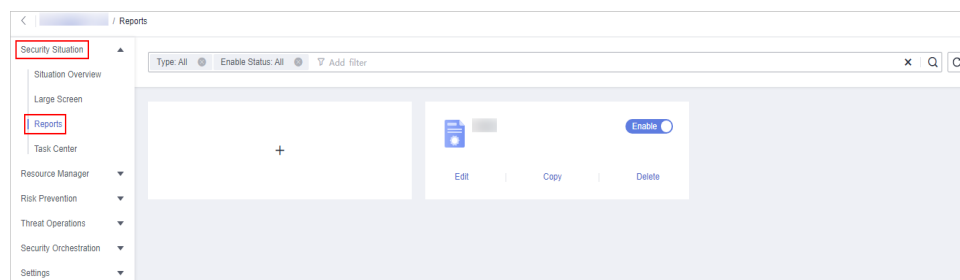 / Reports
Security Situation
Situation Overview
Large Screen
Reports
Task Center
Resource Manager
Risk Prevention
Threat Operations
Security Orchestration
Settings
Type: All Enable Status: All Add filter
+
Enable
Edit Copy Delete